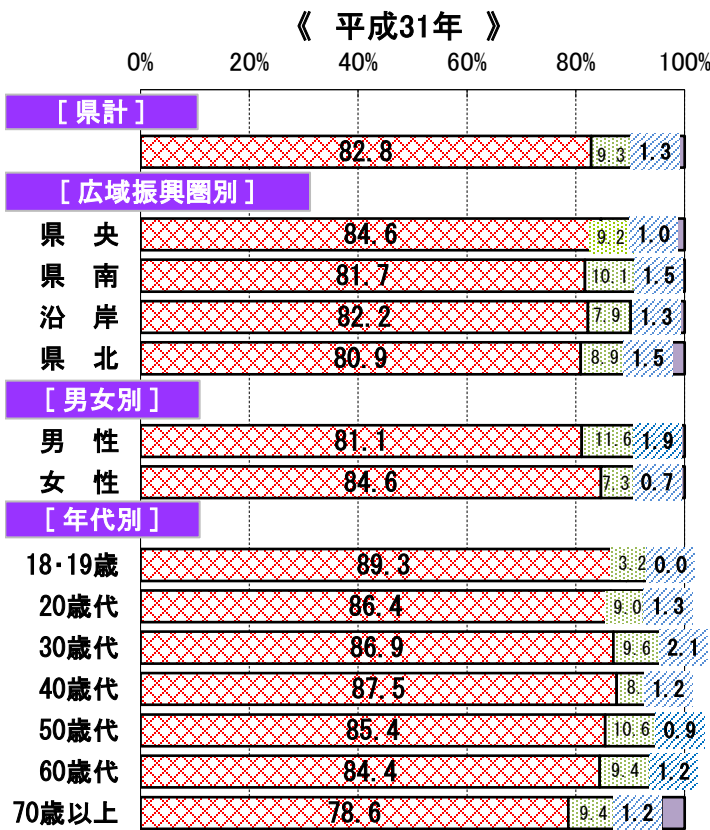 《 平成31年 》
0% 20% 40% 60% 80% 100%
[ 県計 ]
82.8 9.3 1.3
[ 広域振興圏別 ]
県 央 84.6 9.2 1.0
県 南 81.7 10.1 1.5
沿 岸 82.2 7.9 1.3
県 北 80.9 8.9 1.5
[ 男女別 ]
男 性 81.1 11.6 1.9
女 性 84.6 7.3 0.7
[ 年代別 ]
18・19歳 89.3 3.2 0.0
20歳代 86.4 9.0 1.3
30歳代 86.9 9.6 2.1
40歳代 87.5 8. 1.2
50歳代 85.4 10.6 0.9
60歳代 84.4 9.4 1.2
70歳以上 78.6 9.4 1.2